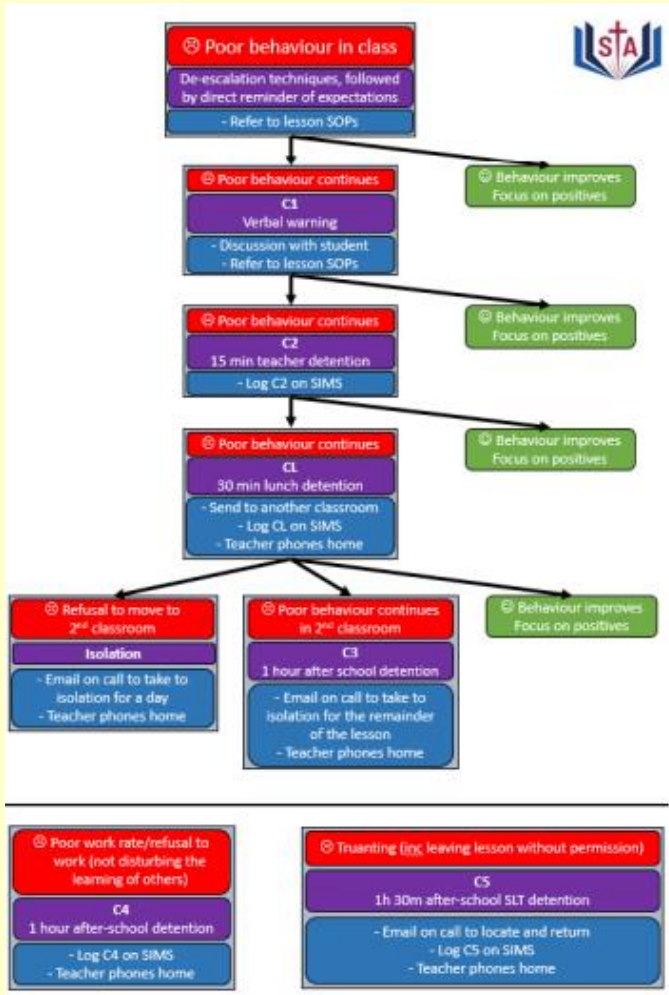 ☹ Poor behaviour in class
STA
De-escalation techniques, followed
by direct reminder of expectations
- Refer to lesson SOPs
☹ Poor behaviour continues
☺ Behaviour improves
Focus on positives
C1
Verbal warning
- Discussion with student
- Refer to lesson SOPs
☹ Poor behaviour continues
☺ Behaviour improves
Focus on positives
C2
15 min teacher detention
- Log C2 on SIMS
☹ Poor behaviour continues
☺ Behaviour improves
Focus on positives
CL
30 min lunch detention
- Send to another classroom
- Log CL on SIMS
- Teacher phones home
☹ Refusal to move to
2nd classroom
Isolation
- Email on call to take to
isolation for a day
- Teacher phones home
☹ Poor behaviour continues
in 2nd classroom
C3
1 hour after school detention
- Email on call to take to
isolation for the remainder
of the lesson
- Teacher phones home
☺ Behaviour improves
Focus on positives
☹ Poor work rate/refusal to
work (not disturbing the
learning of others)
C4
1 hour after-school detention
- Log C4 on SIMS
- Teacher phones home
☹ Truanting (inc leaving lesson without permission)
C5
1h 30m after-school SLT detention
- Email on call to locate and return
- Log C5 on SIMS
- Teacher phones home